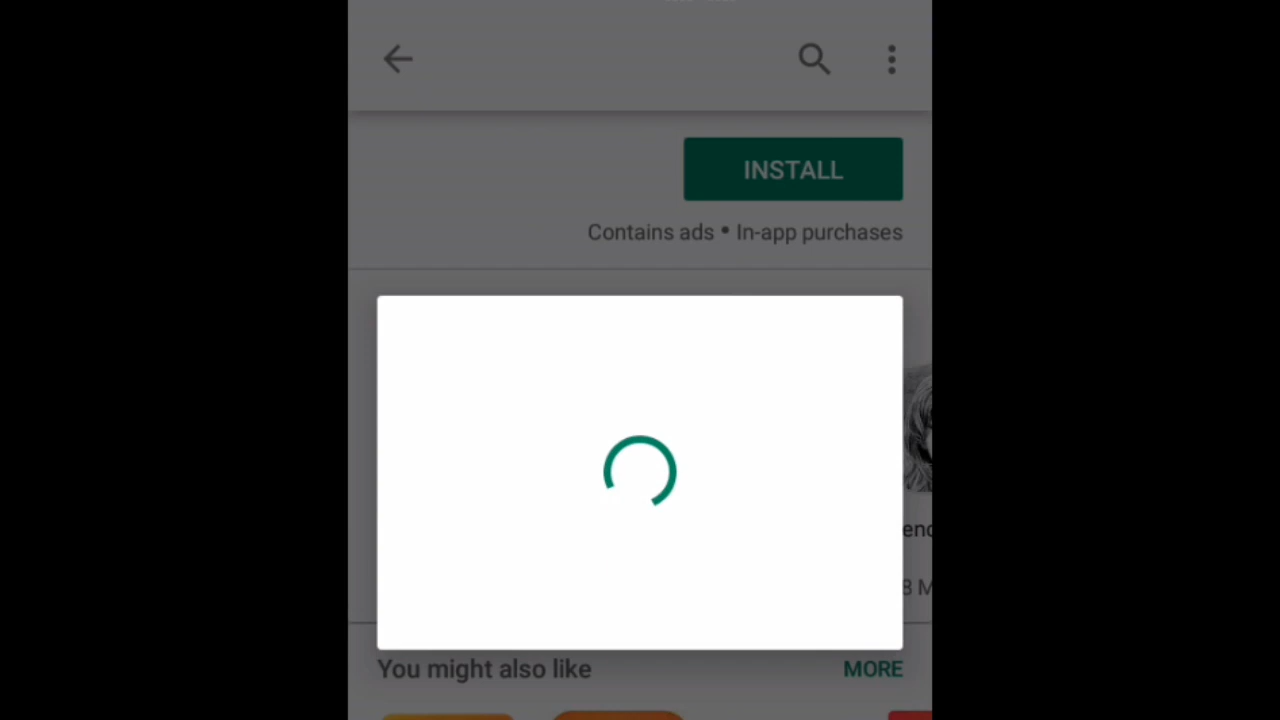 INSTALL
Contains ads • In-app purchases
You might also like
MORE